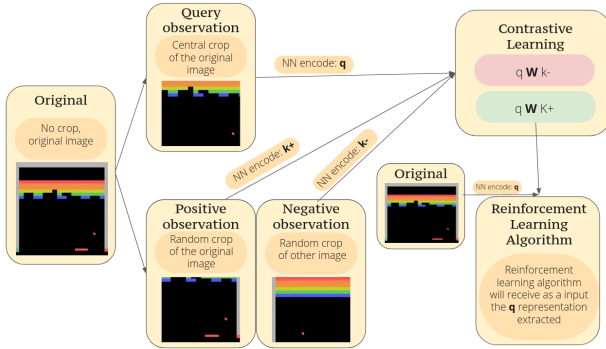 Original
No crop,
original image
Query
observation
Central crop
of the original
image
NN encode: q
Contrastive
Learning
q W k-
q W K+
NN encode: k+
NN encode: k-
Positive
observation
Random crop
of the original
image
Negative
observation
Random crop
of other image
Original
NN encode: q
Reinforcement
Learning
Algorithm
Reinforcement
learning algorithm
will receive as a input
the q representation
extracted